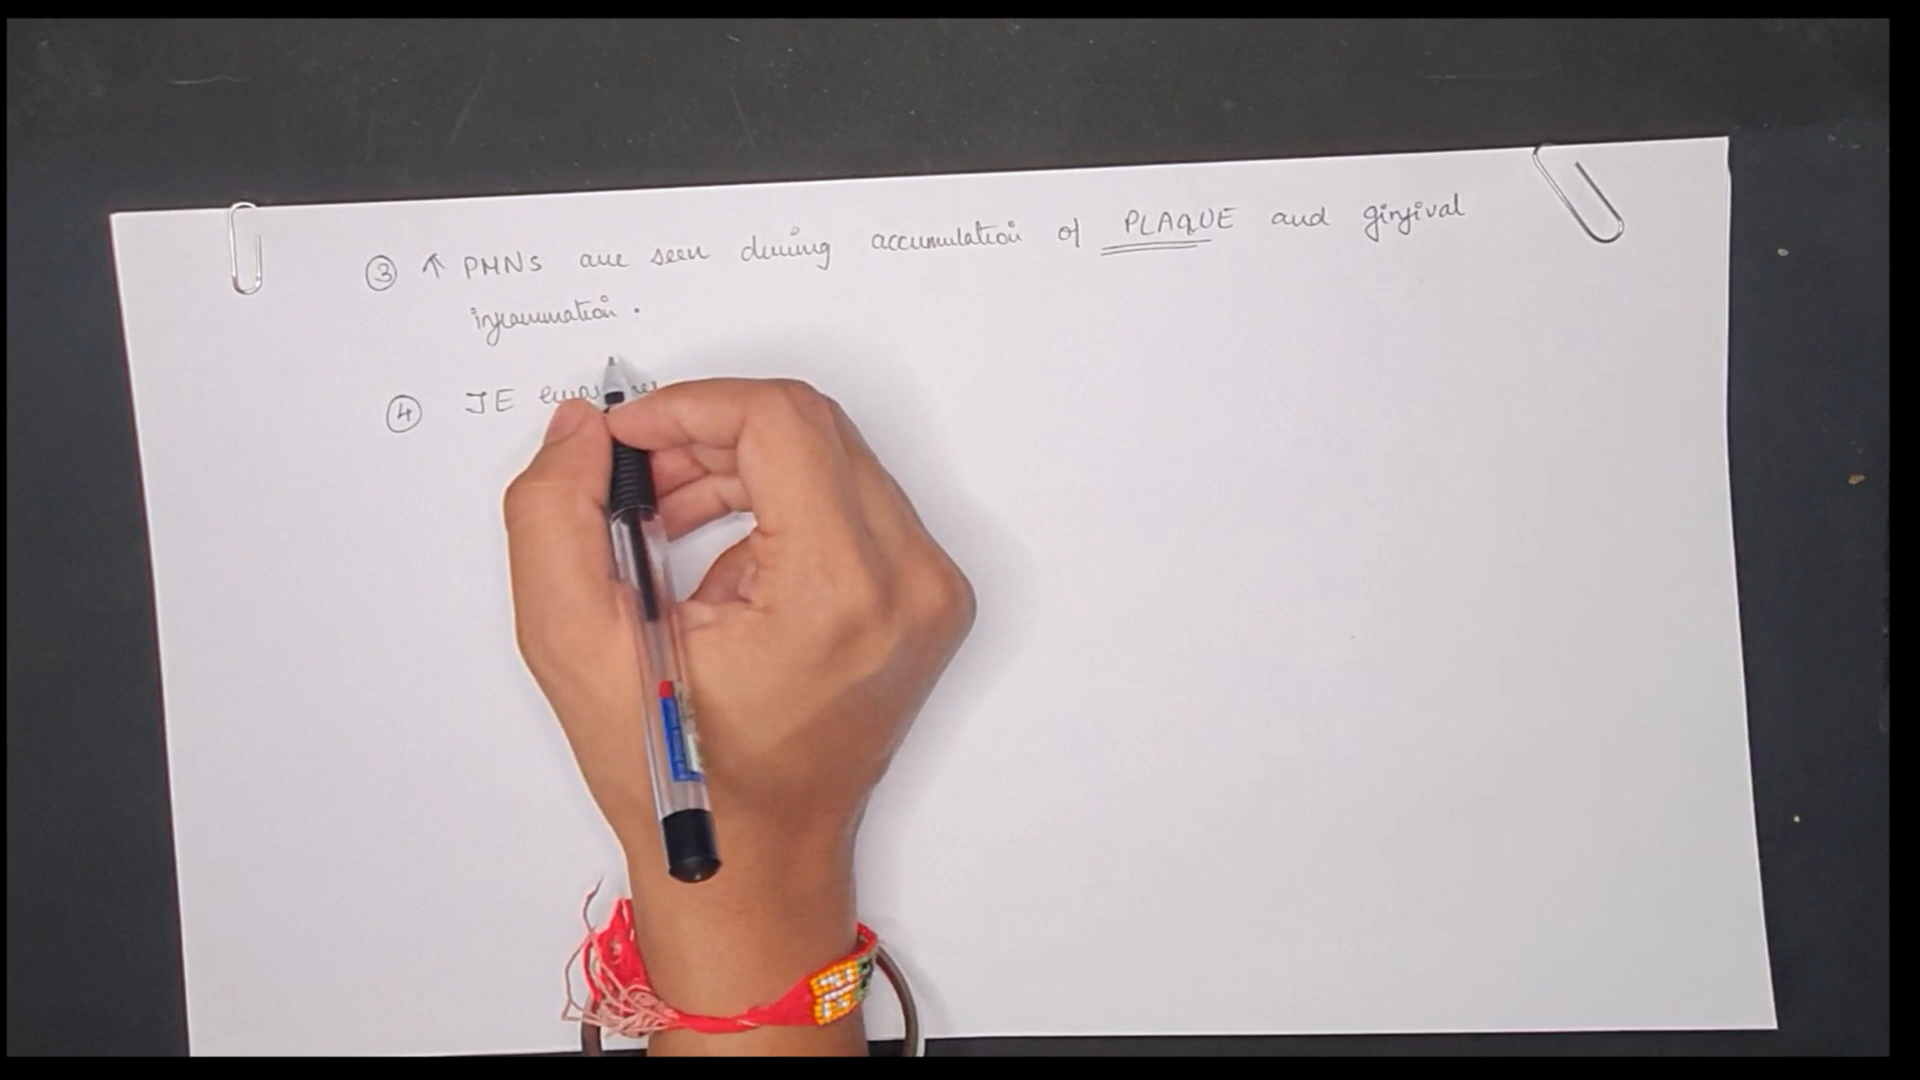 ③ ↑ PMNs are seen during accumulation of PLAQUE and gingival
inflammation.
④ JE